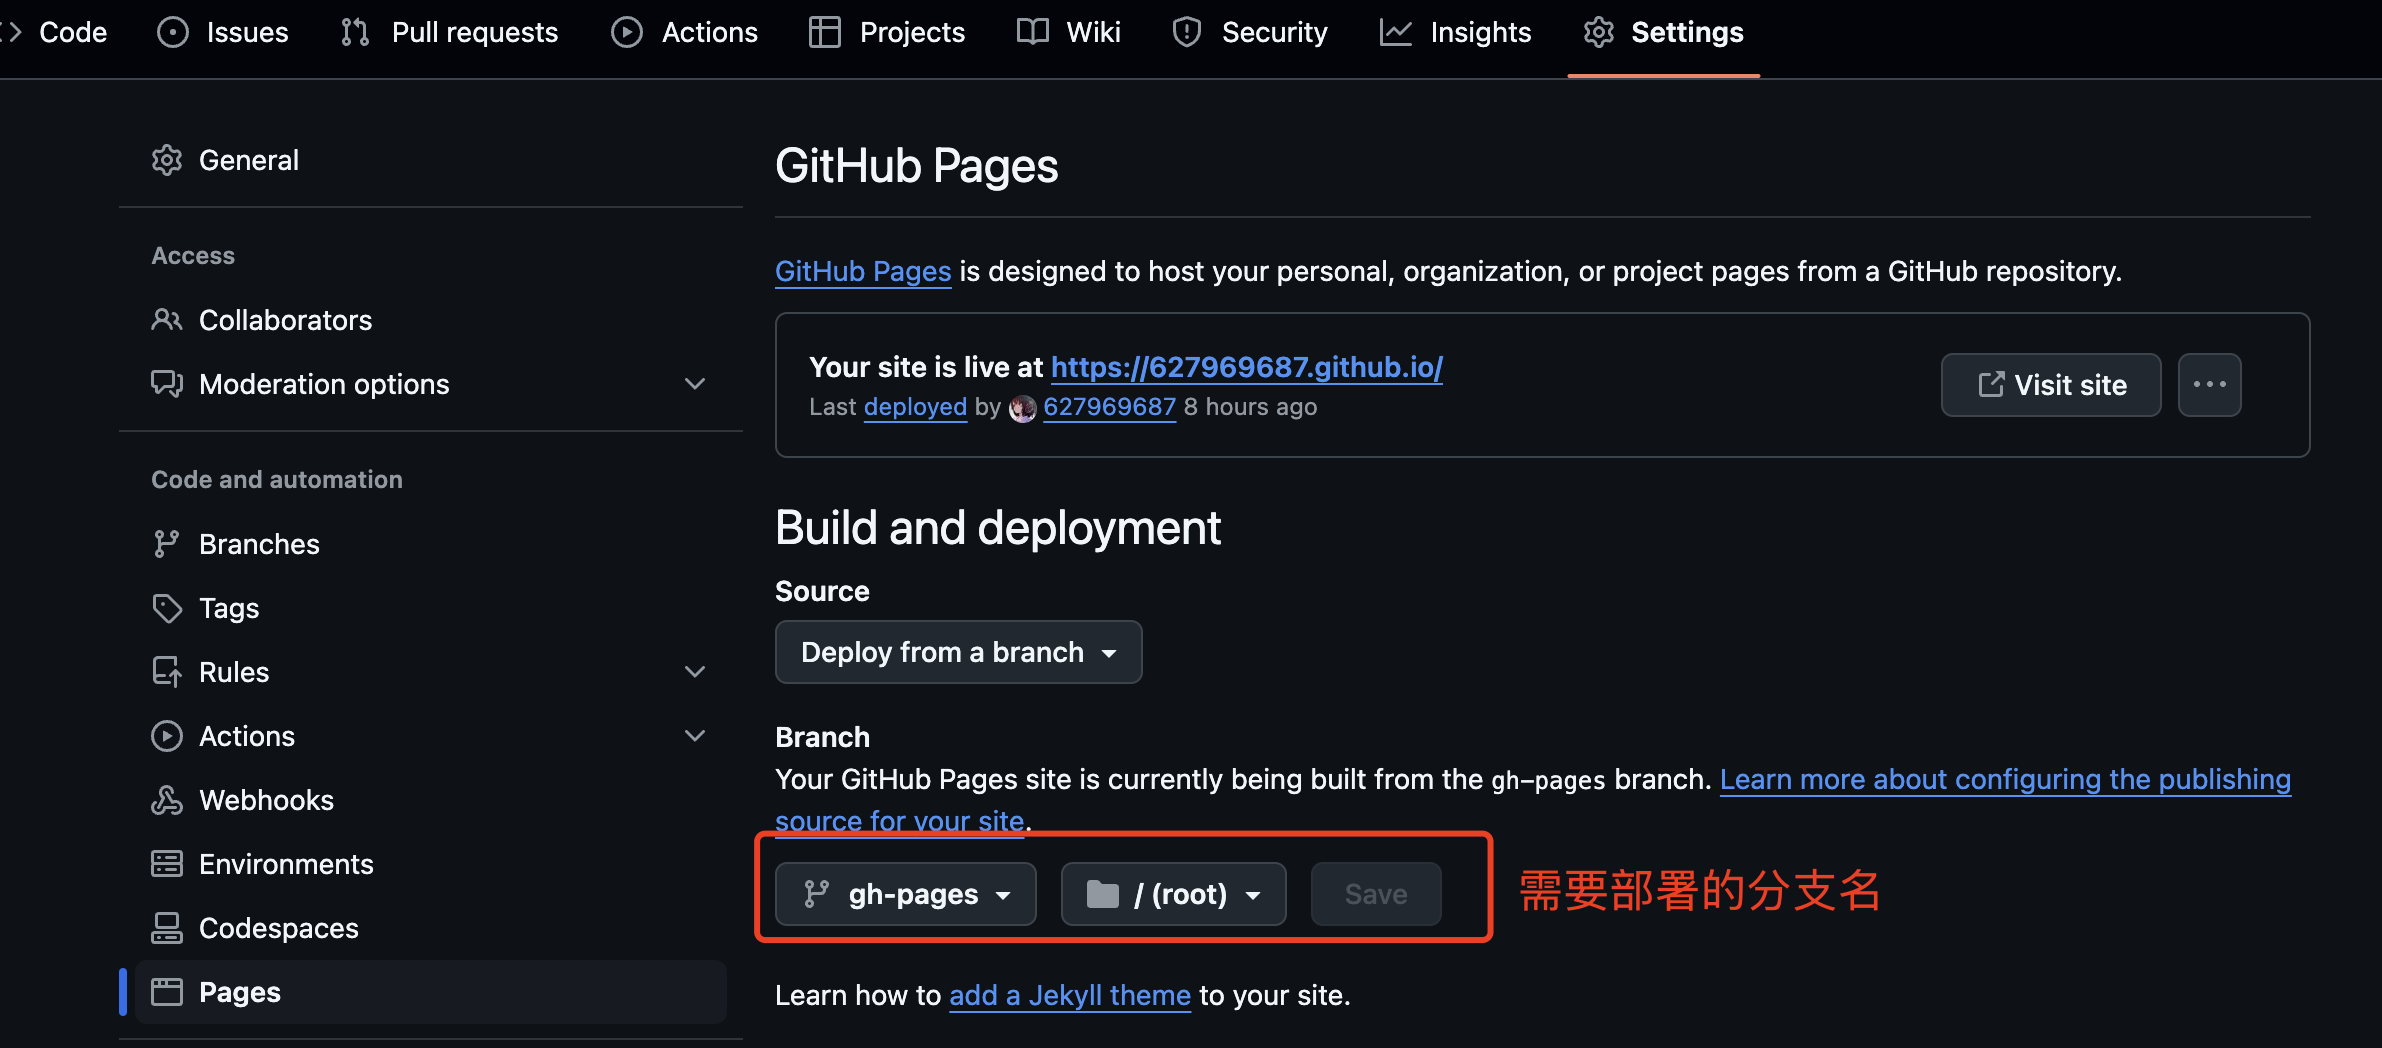 Code Issues Pull requests Actions Projects Wiki Security Insights Settings
General
Access
Collaborators
Moderation options
Code and automation
Branches
Tags
Rules
Actions
Webhooks
Environments
Codespaces
Pages
GitHub Pages
GitHub Pages is designed to host your personal, organization, or project pages from a GitHub repository.
Your site is live at https://627969687.github.io/
Last deployed by 627969687 8 hours ago
Visit site
Build and deployment
Source
Deploy from a branch
Branch
Your GitHub Pages site is currently being built from the gh-pages branch. Learn more about configuring the publishing
source for your site.
gh-pages / (root) Save
需要部署的分支名
Learn how to add a Jekyll theme to your site.